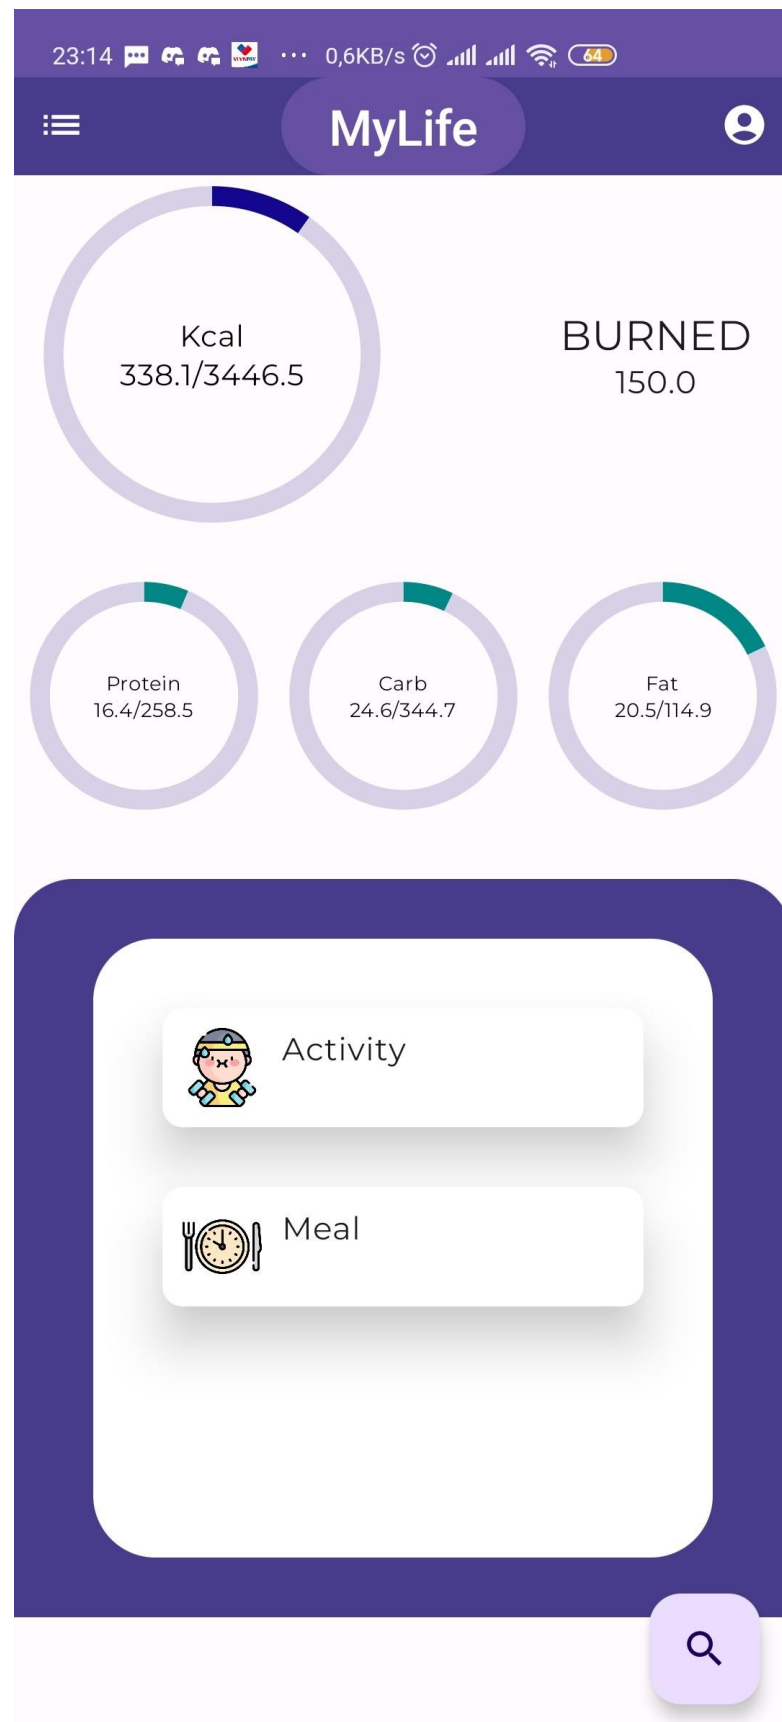 23:14 ... 0,6KB/s 64
MyLife
Kcal
338.1/3446.5
BURNED
150.0
Protein
16.4/258.5
Carb
24.6/344.7
Fat
20.5/114.9
Activity
Meal